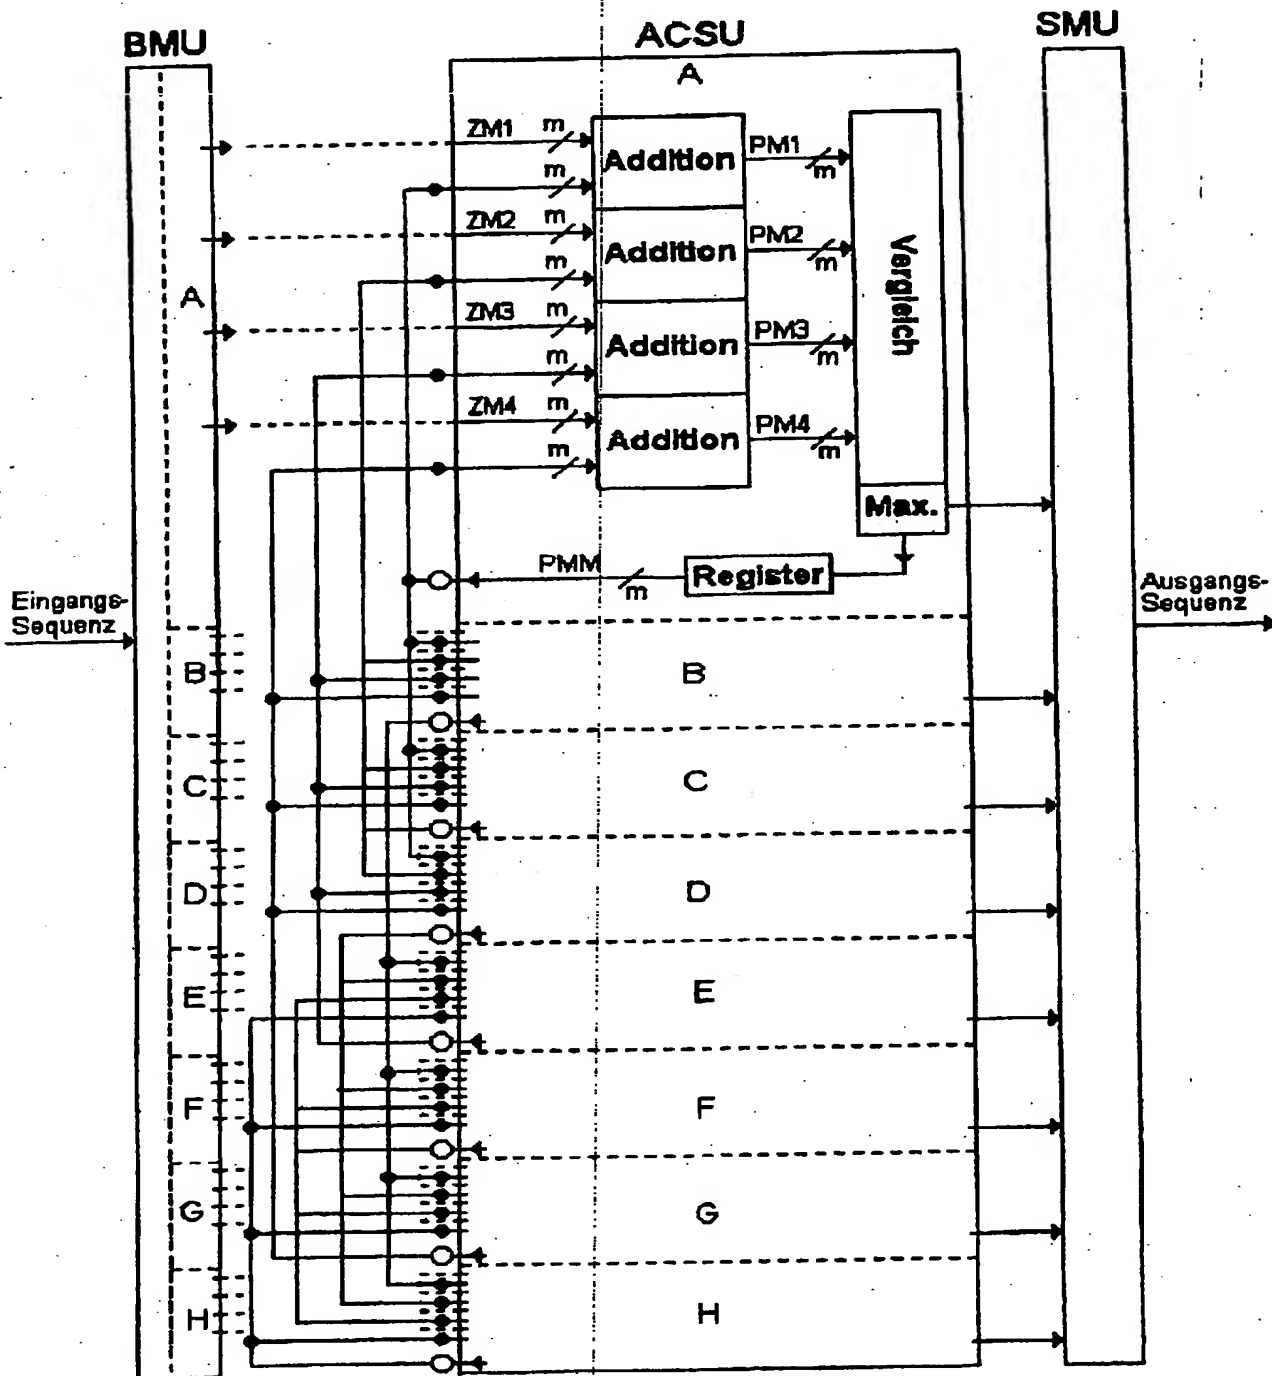 BMU
ACSU
SMU
A
ZM1
m
Addition
PM1
m
m
ZM2
m
Addition
PM2
m
m
A
ZM3
m
Addition
PM3
m
m
ZM4
m
Addition
PM4
m
m
Vergleich
Max.
PMM
m
Register
Eingangs-
Sequenz
Ausgangs-
Sequenz
B
B
C
C
D
D
E
E
F
F
G
G
H
H